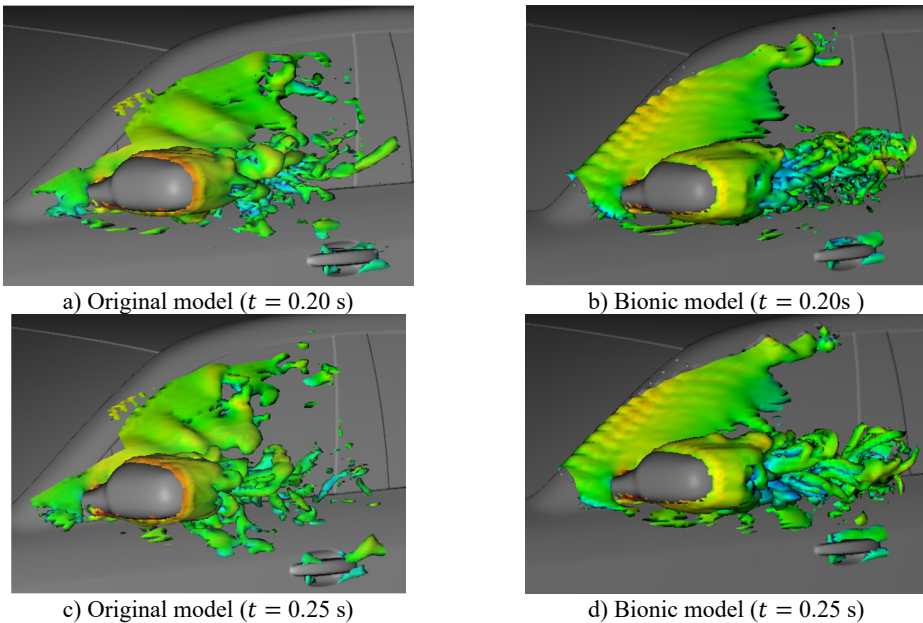 a) Original model (𝑡 = 0.20 s)
b) Bionic model (𝑡 = 0.20s )
c) Original model (𝑡 = 0.25 s)
d) Bionic model (𝑡 = 0.25 s)